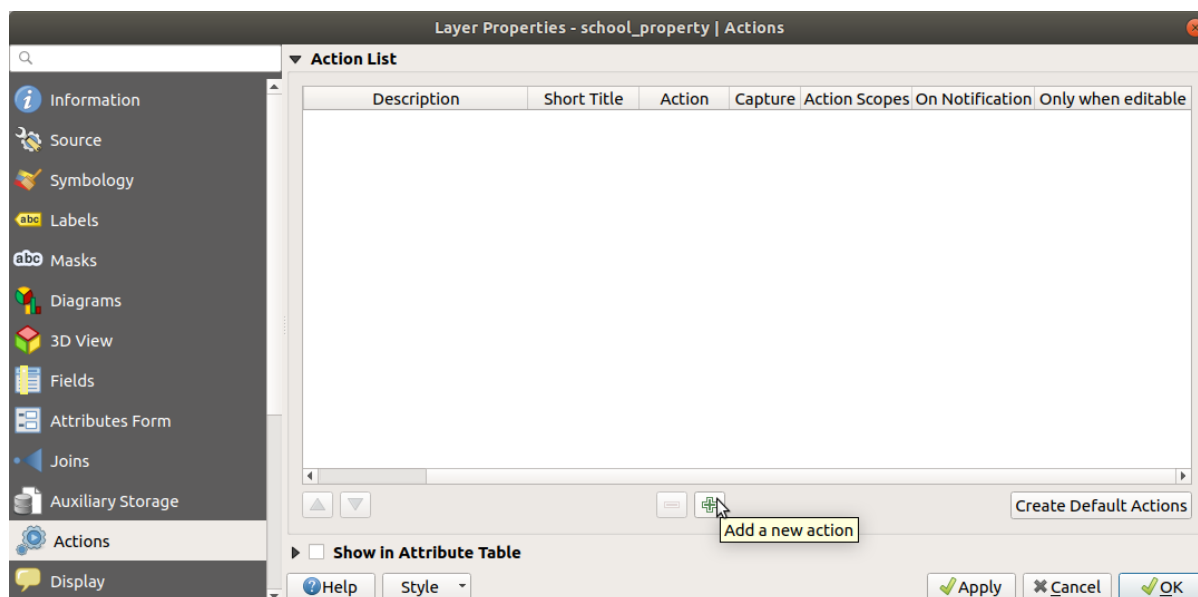 Layer Properties - school_property | Actions
Information
Source
Symbology
abc Labels
abc Masks
Diagrams
3D View
Fields
Attributes Form
Joins
Auxiliary Storage
Actions
Display
Action List
Description Short Title Action Capture Action Scopes On Notification Only when editable
Create Default Actions
Add a new action
Show in Attribute Table
Help Style Apply Cancel OK